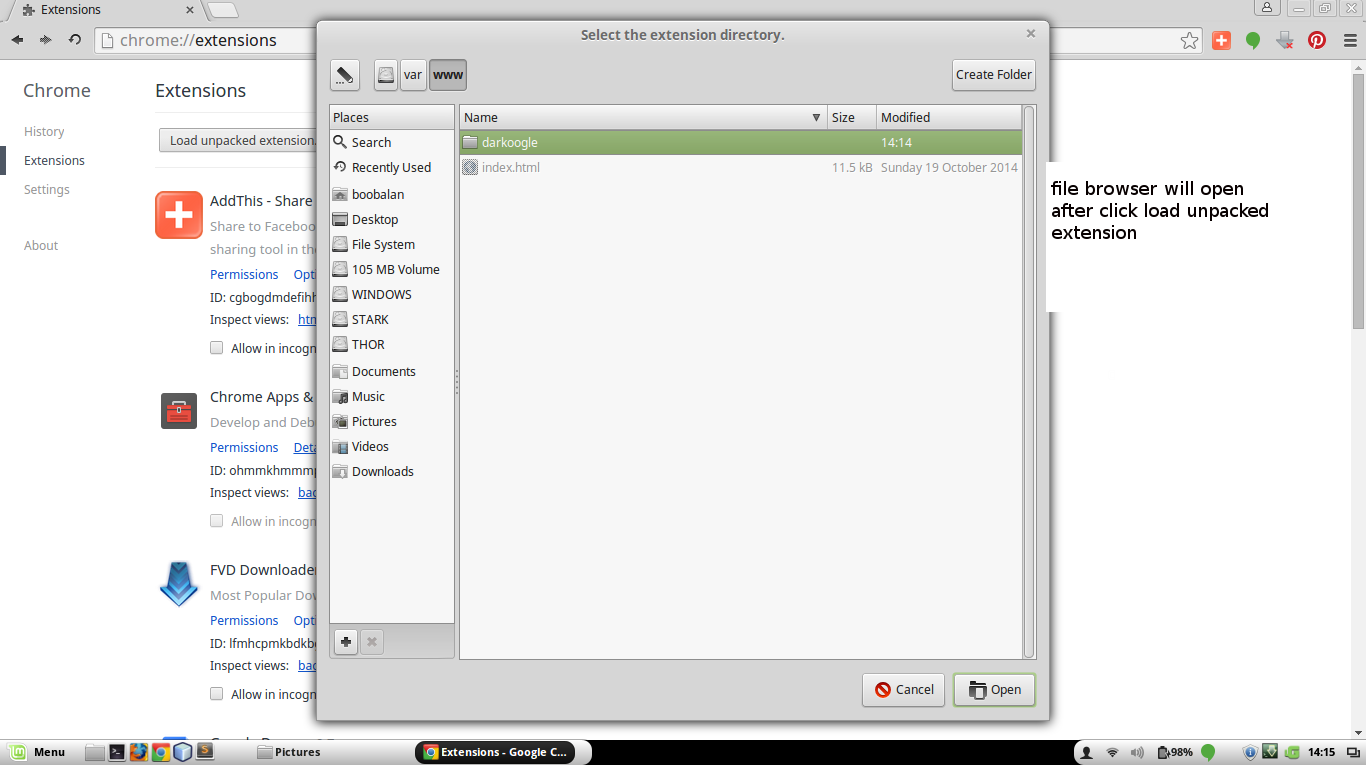 Extensions
chrome://extensions
Chrome
History
Extensions
Settings
About
Extensions
Load unpacked extension.
AddThis - Share
Share to Faceboo
sharing tool in the
Permissions Opti
ID: cgbogdmdefihh
Inspect views: htm
Allow in incogn
Chrome Apps &
Develop and Deb
Permissions Deta
ID: ohmmkhmmmp
Inspect views: bac
Allow in incogn
FVD Downloade
Most Popular Dow
Permissions Opti
ID: lfmhcpmkbdkbg
Inspect views: bac
Allow in incogn
Select the extension directory.
var www
Create Folder
Places
Search
Recently Used
boobalan
Desktop
File System
105 MB Volume
WINDOWS
STARK
THOR
Documents
Music
Pictures
Videos
Downloads
Name Size Modified
darkoogle 14:14
index.html 11.5 kB Sunday 19 October 2014
Cancel Open
file browser will open
after click load unpacked
extension
Menu Pictures Extensions - Google C... 98% 14:15